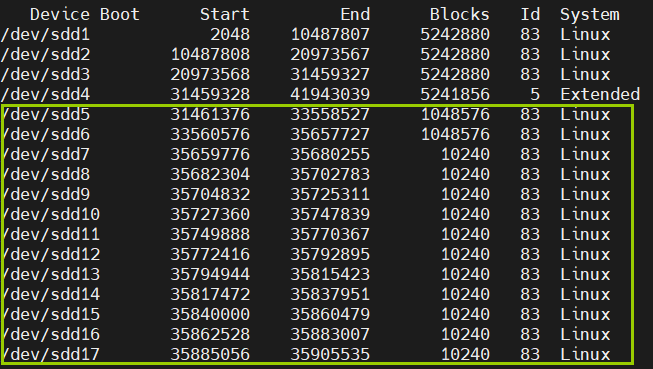 Device Boot Start End Blocks Id System
/dev/sdd1 2048 10487807 5242880 83 Linux
/dev/sdd2 10487808 20973567 5242880 83 Linux
/dev/sdd3 20973568 31459327 5242880 83 Linux
/dev/sdd4 31459328 41943039 5241856 5 Extended
/dev/sdd5 31461376 33558527 1048576 83 Linux
/dev/sdd6 33560576 35657727 1048576 83 Linux
/dev/sdd7 35659776 35680255 10240 83 Linux
/dev/sdd8 35682304 35702783 10240 83 Linux
/dev/sdd9 35704832 35725311 10240 83 Linux
/dev/sdd10 35727360 35747839 10240 83 Linux
/dev/sdd11 35749888 35770367 10240 83 Linux
/dev/sdd12 35772416 35792895 10240 83 Linux
/dev/sdd13 35794944 35815423 10240 83 Linux
/dev/sdd14 35817472 35837951 10240 83 Linux
/dev/sdd15 35840000 35860479 10240 83 Linux
/dev/sdd16 35862528 35883007 10240 83 Linux
/dev/sdd17 35885056 35905535 10240 83 Linux